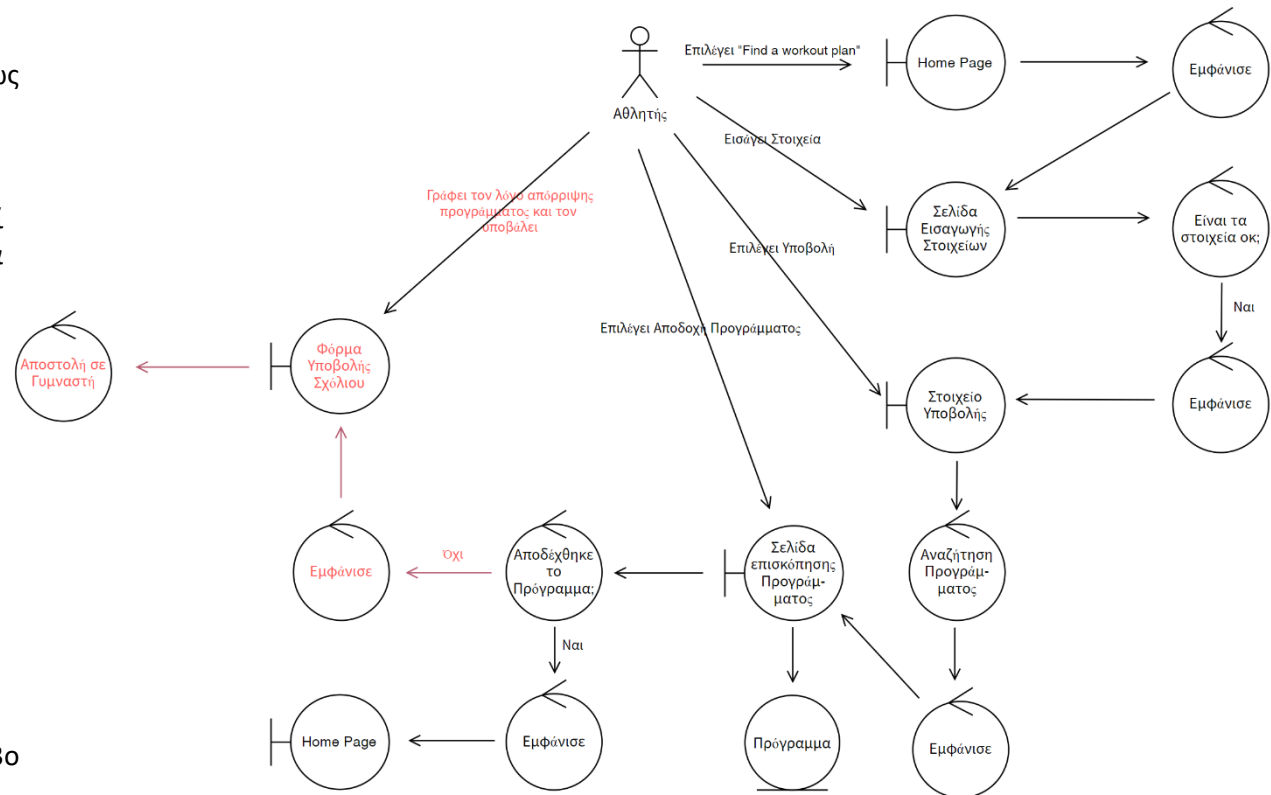 ως
Επιλέγει "Find a workout plan"
Home Page
Εμφάνισε
Αθλητής
Εισάγει Στοιχεία
Γράφει τον λόγο απόρριψης
προγράμματος και τον
υποβάλει
Σελίδα
Εισαγωγής
Στοιχείων
Είναι τα
στοιχεία οκ;
Επιλέγει Υποβολή
Ναι
Επιλέγει Αποδοχή Προγράμματος
Αποστολή σε
Γυμναστή
Φόρμα
Υποβολής
Σχόλιου
Στοιχείο
Υποβολής
Εμφάνισε
Εμφάνισε
Όχι
Αποδέχθηκε
το
Πρόγραμμα;
Σελίδα
επισκόπησης
Προγράμ-
ματος
Αναζήτηση
Προγράμ-
ματος
Ναι
Home Page
Εμφάνισε
Πρόγραμμα
Εμφάνισε
βο